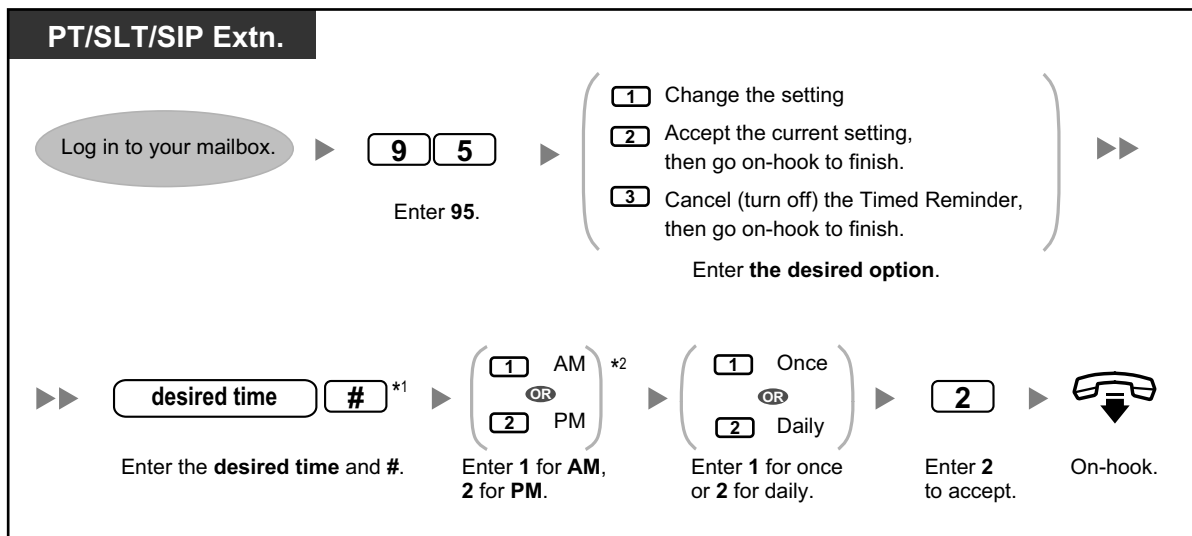 PT/SLT/SIP Extn.
Log in to your mailbox.
9 5
Enter 95.
1 Change the setting
2 Accept the current setting,
then go on-hook to finish.
3 Cancel (turn off) the Timed Reminder,
then go on-hook to finish.
Enter the desired option.
desired time # *1
Enter the desired time and #.
1 AM *2
OR
2 PM
Enter 1 for AM,
2 for PM.
1 Once
OR
2 Daily
Enter 1 for once
or 2 for daily.
2
Enter 2
to accept.
On-hook.